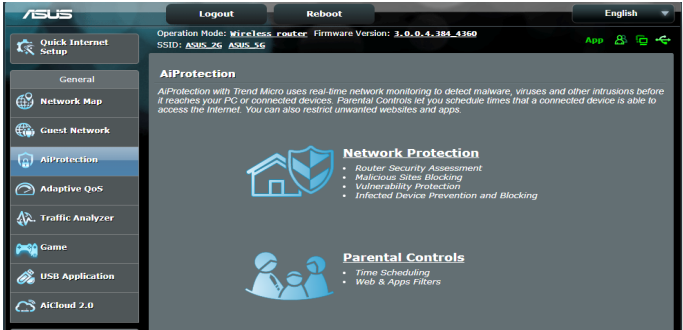 ASUS
Logout
Reboot
English
Operation Mode: Wireless router Firmware Version: 3.0.0.4.384_4360
SSID: ASUS_2G ASUS_5G
App
Quick Internet
Setup
General
Network Map
Guest Network
AiProtection
Adaptive QoS
Traffic Analyzer
Game
USB Application
AiCloud 2.0
AiProtection
AiProtection with Trend Micro uses real-time network monitoring to detect malware, viruses and other intrusions before
it reaches your PC or connected devices. Parental Controls let you schedule times that a connected device is able to
access the Internet. You can also restrict unwanted websites and apps.
Network Protection
• Router Security Assessment
• Malicious Sites Blocking
• Vulnerability Protection
• Infected Device Prevention and Blocking
Parental Controls
• Time Scheduling
• Web & Apps Filters